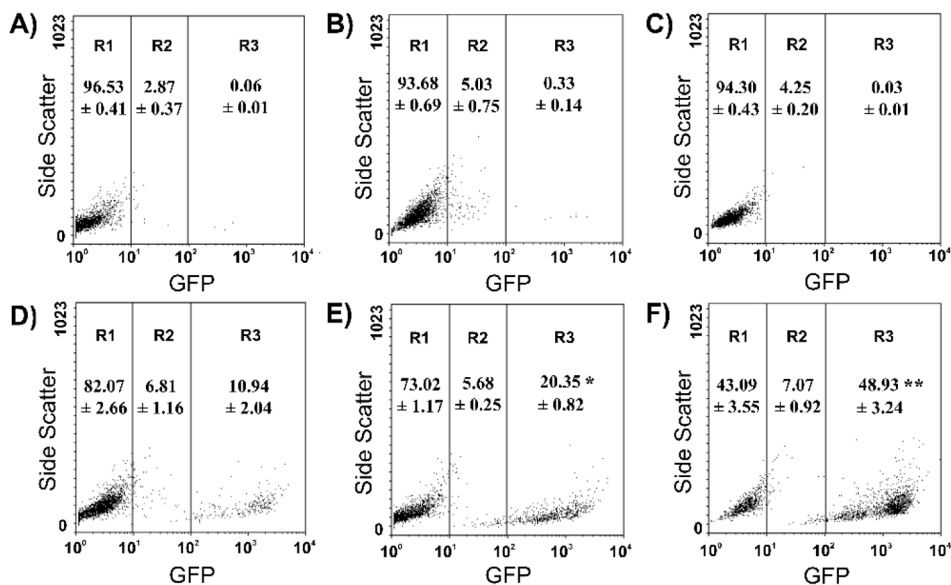 A)
1023
R1 R2 R3
96.53 2.87 0.06
± 0.41 ± 0.37 ± 0.01
Side Scatter
0
10⁰ 10¹ 10² 10³ 10⁴
GFP
B)
1023
R1 R2 R3
93.68 5.03 0.33
± 0.69 ± 0.75 ± 0.14
Side Scatter
0
10⁰ 10¹ 10² 10³ 10⁴
GFP
C)
1023
R1 R2 R3
94.30 4.25 0.03
± 0.43 ± 0.20 ± 0.01
Side Scatter
0
10⁰ 10¹ 10² 10³ 10⁴
GFP
D)
1023
R1 R2 R3
82.07 6.81 10.94
± 2.66 ± 1.16 ± 2.04
Side Scatter
0
10⁰ 10¹ 10² 10³ 10⁴
GFP
E)
1023
R1 R2 R3
73.02 5.68 20.35 *
± 1.17 ± 0.25 ± 0.82
Side Scatter
0
10⁰ 10¹ 10² 10³ 10⁴
GFP
F)
1023
R1 R2 R3
43.09 7.07 48.93 **
± 3.55 ± 0.92 ± 3.24
Side Scatter
0
10⁰ 10¹ 10² 10³ 10⁴
GFP